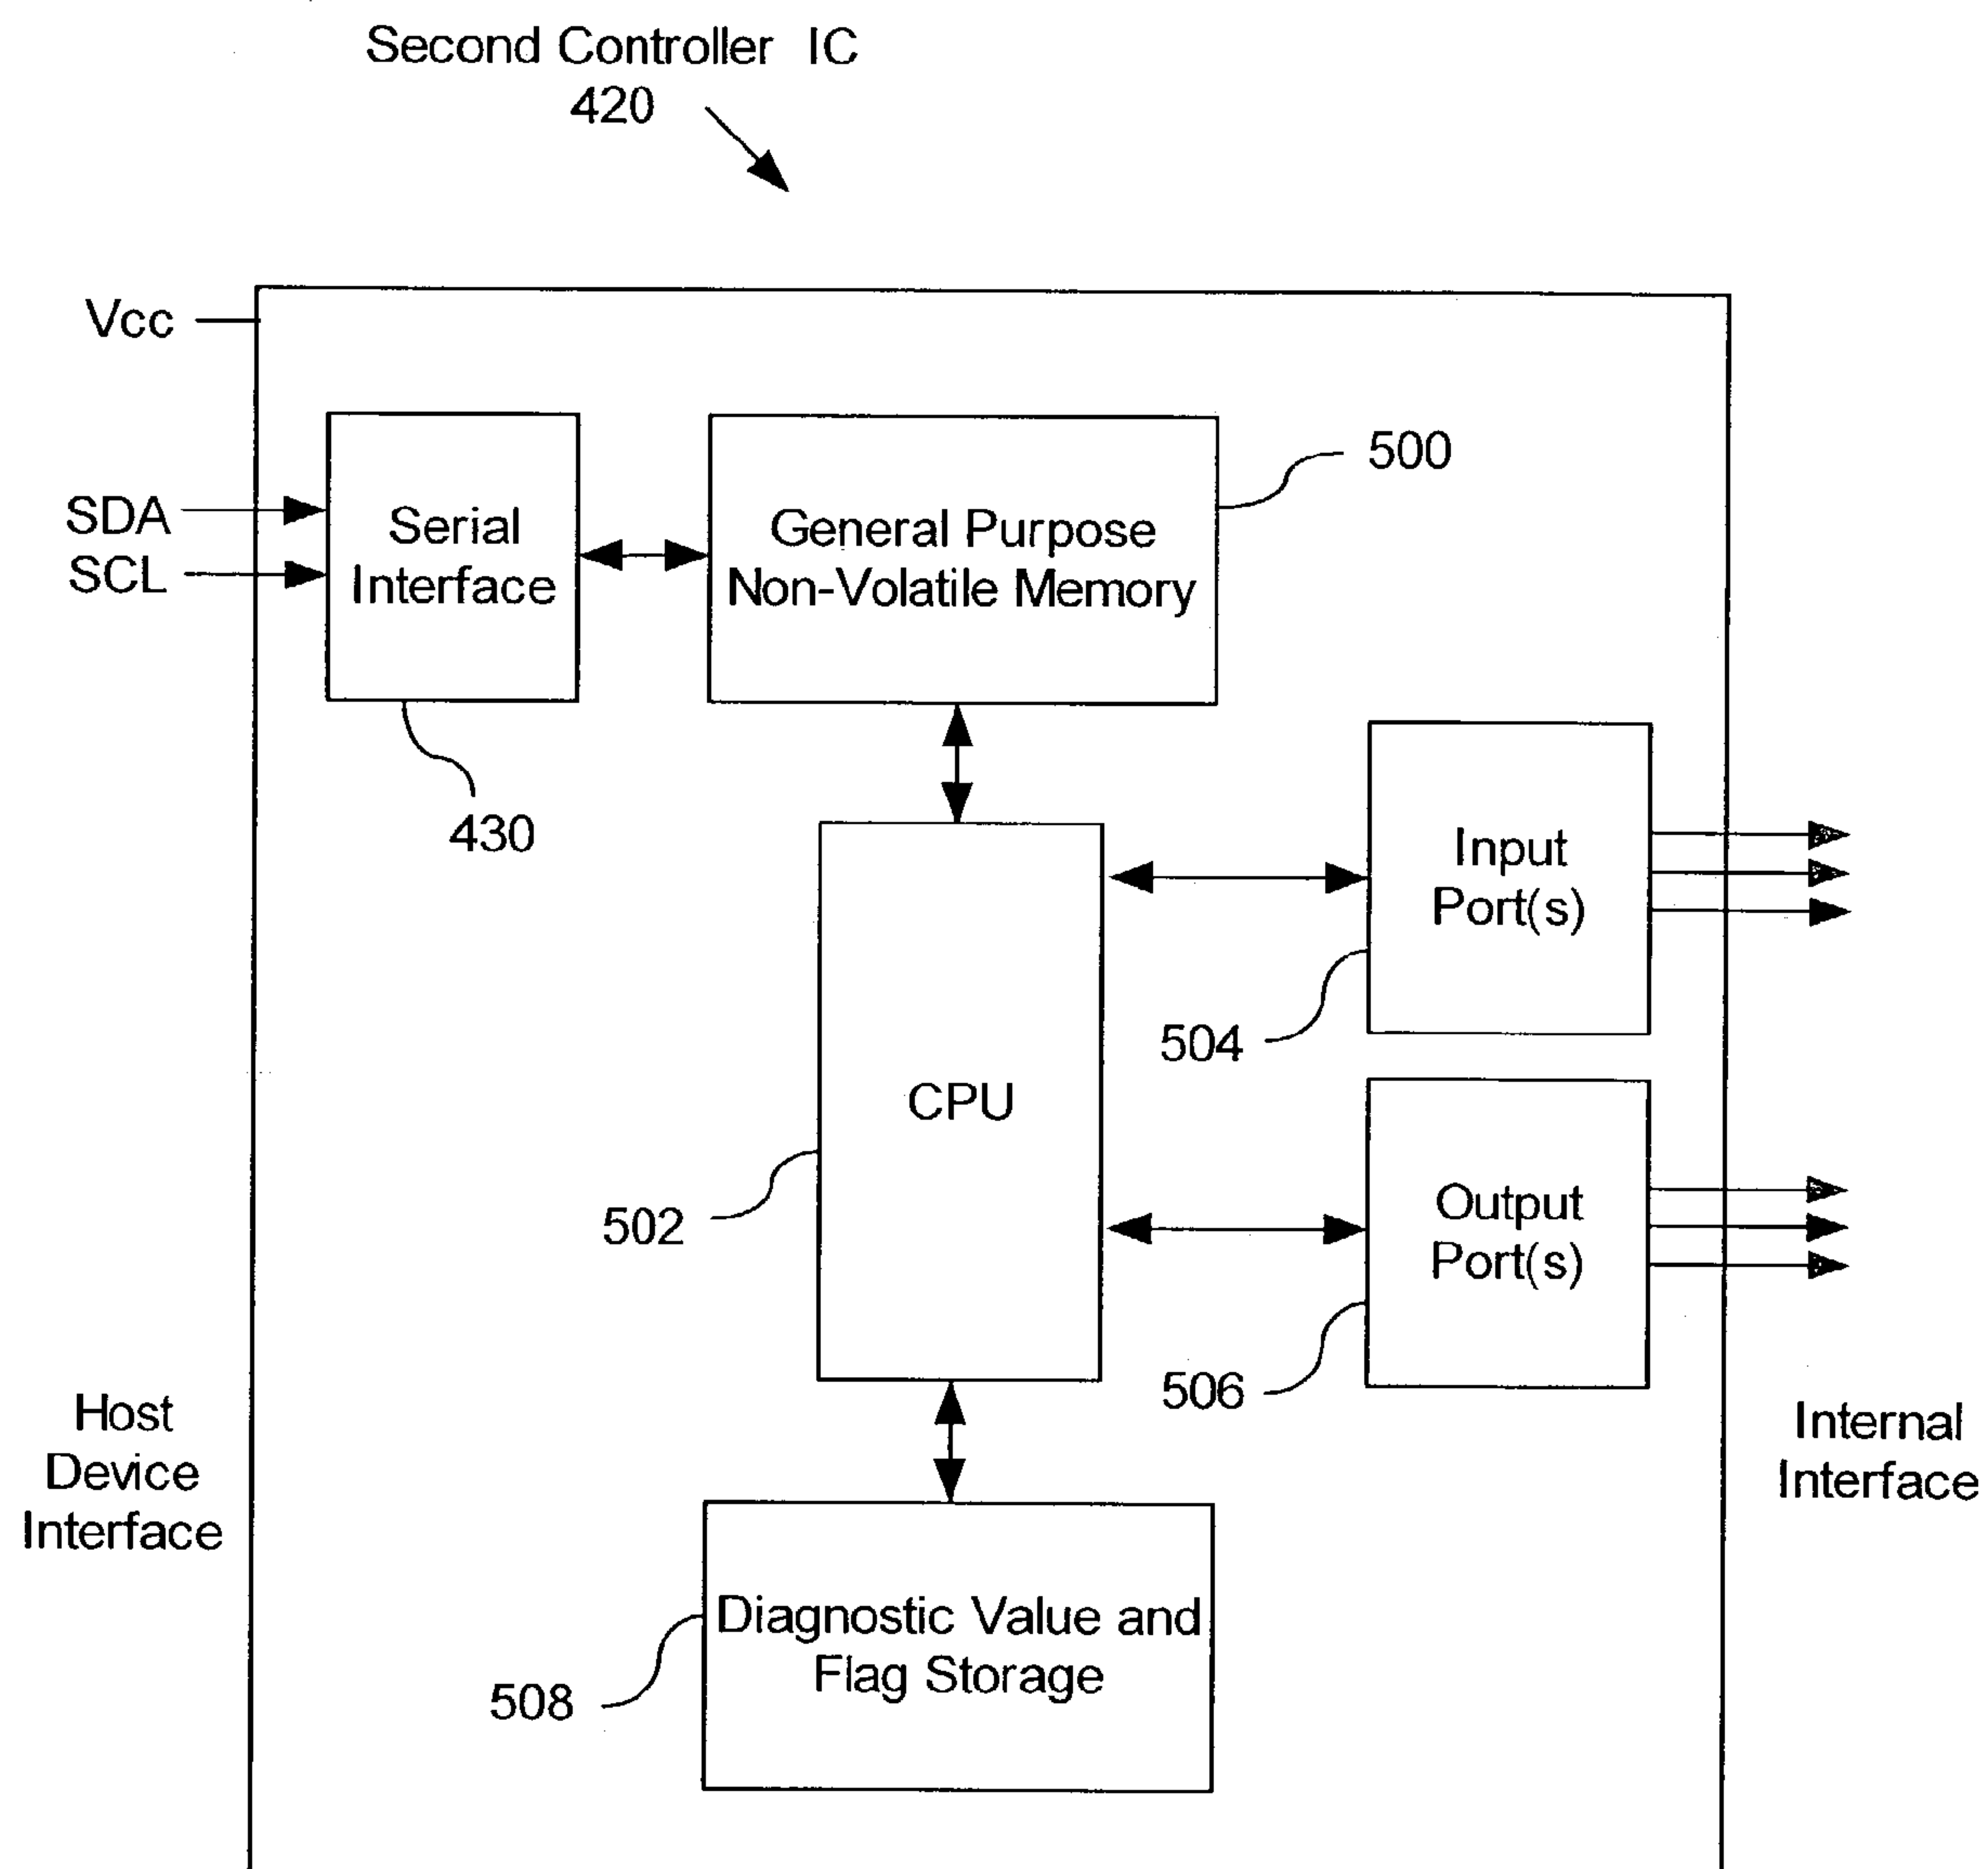 Second Controller IC
420
Vcc
SDA
SCL
Serial
Interface
430
General Purpose
Non-Volatile Memory
500
Input
Port(s)
504
CPU
502
Output
Port(s)
506
Host
Device
Interface
Internal
Interface
Diagnostic Value and
Flag Storage
508